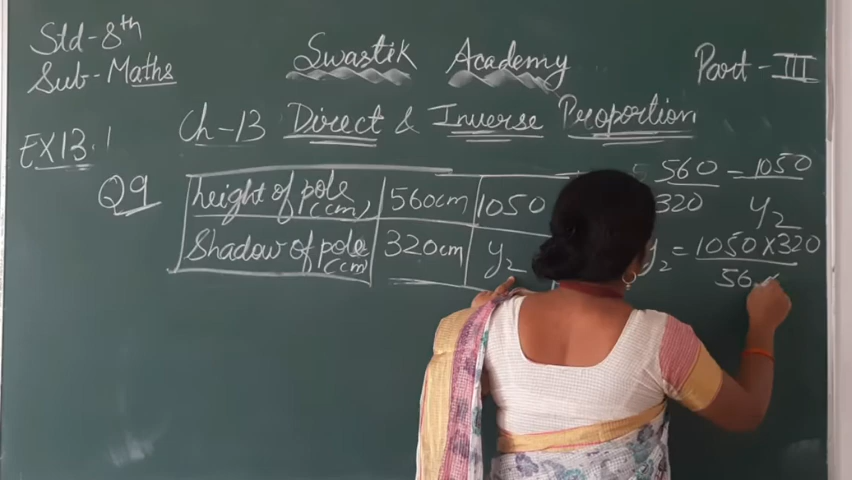 Std-8th
Sub-Maths
Swastik Academy
Part-III
Ch-13 Direct & Inverse Proportion
EX13.1
Q9
height of pole (cm) 560cm 1050
Shadow of pole (cm) 320cm y2
560 = 1050
320 y2
y2 = 1050 x 320
56